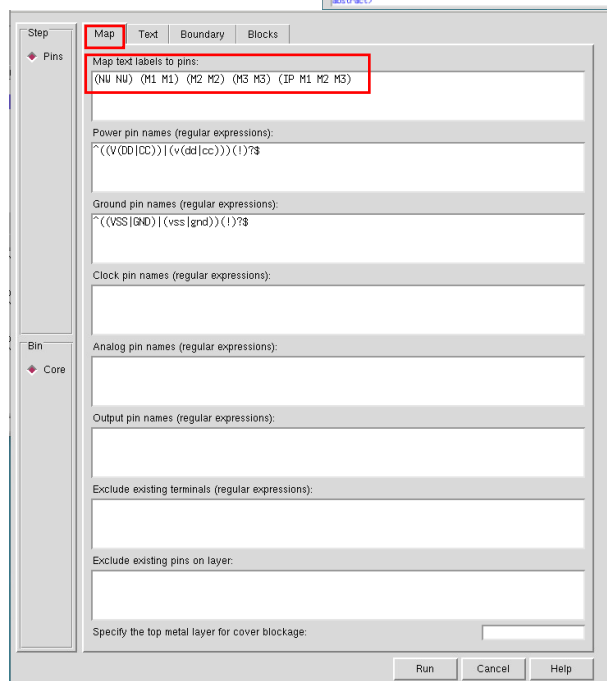 abstract>
Step
Pins
Map Text Boundary Blocks
Map text labels to pins:
(NW NW) (M1 M1) (M2 M2) (M3 M3) (IP M1 M2 M3)
Power pin names (regular expressions):
^((V(DD|CC))|(v(dd|cc)))(!)?$
Ground pin names (regular expressions):
^((VSS|GND)|(vss|gnd))(!)?$
Clock pin names (regular expressions):
Bin
Core
Analog pin names (regular expressions):
Output pin names (regular expressions):
Exclude existing terminals (regular expressions):
Exclude existing pins on layer:
Specify the top metal layer for cover blockage:
Run Cancel Help